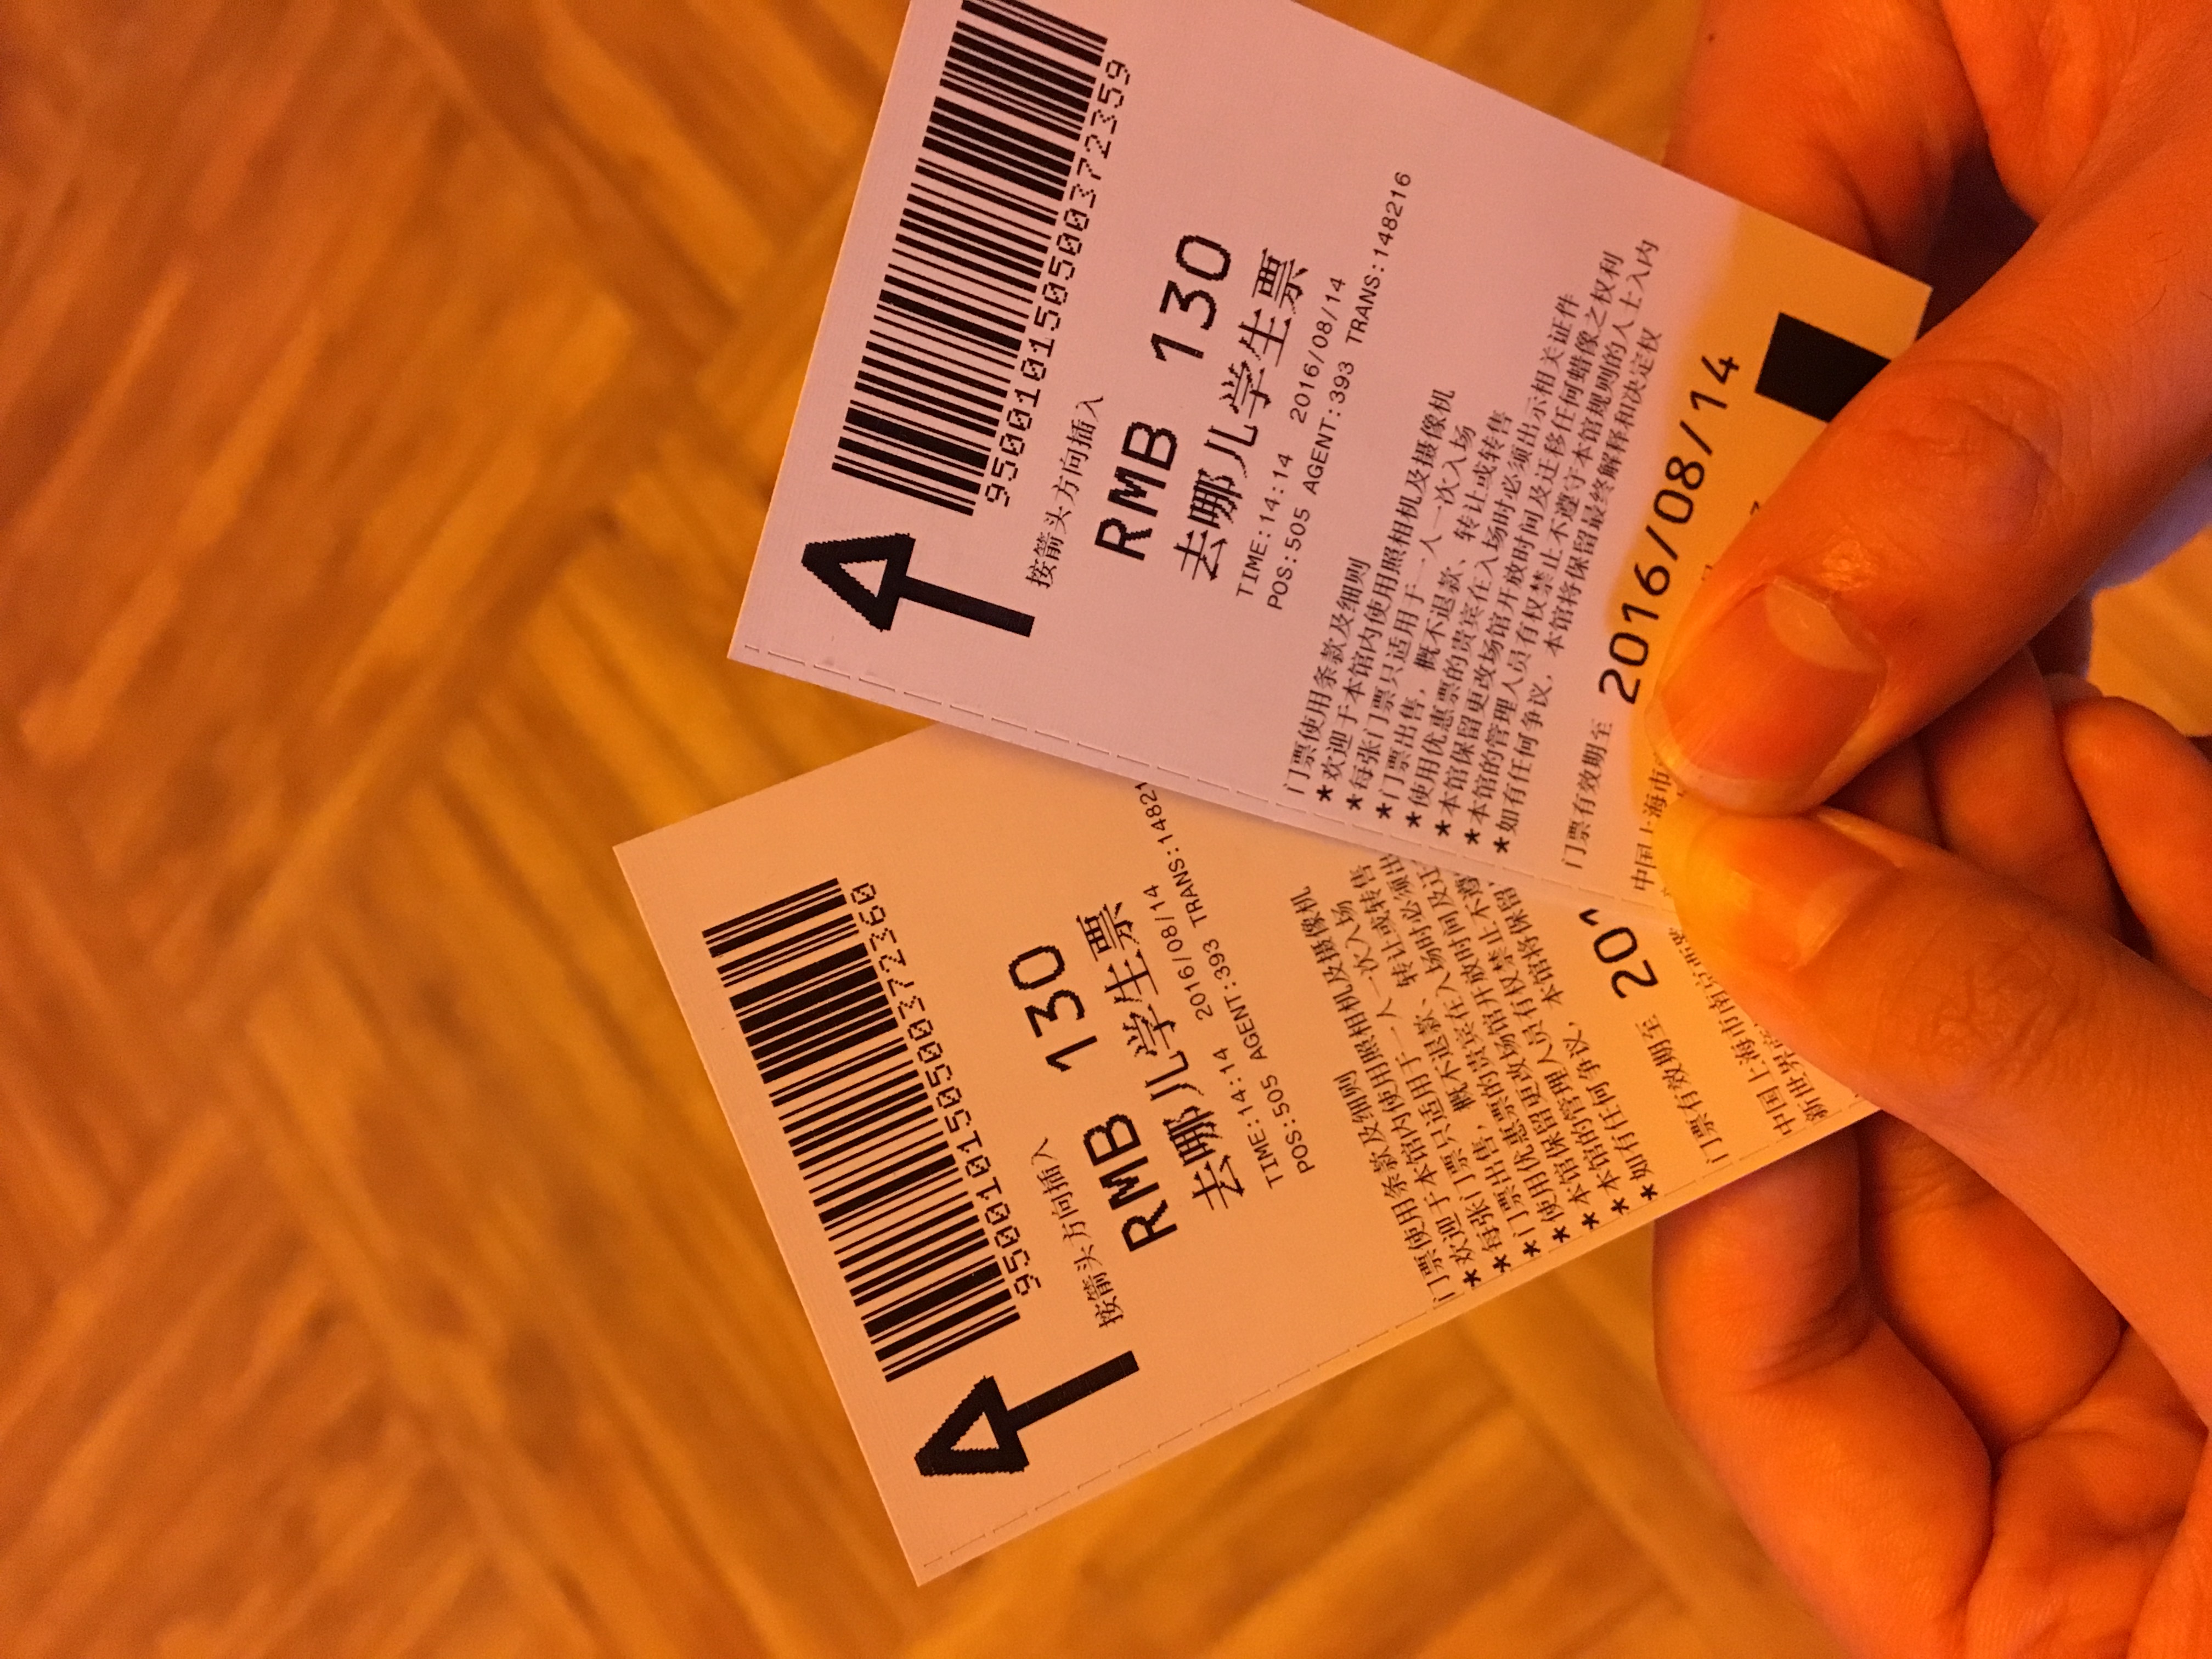 95001015050037​2360
按箭头方向插入
RMB 130
去哪儿学生票
TIME:14:14 2016/08/14
POS:505 AGENT:393 TRANS:14821
门票使用条款及细则
★欢迎于本馆内使用照相机及摄像机
★每张门票只适用于一人一次入场
★门票出售，概不退款、转让或转售
★使用优惠票的贵宾在入场时必须出
★本馆保留更改场馆开放时间及迁
★本馆的管理人员有权禁止不遵
★如有任何争议，本馆将保留
门票有效期至 201
中国上海市南京西路
新世界商
950010150500372359
按箭头方向插入
RMB 130
去哪儿学生票
TIME:14:14 2016/08/14
POS:505 AGENT:393 TRANS:148216
门票使用条款及细则
★欢迎于本馆内使用照相机及摄像机
★每张门票只适用于一人一次入场
★门票出售，概不退款、转让或转售
★使用优惠票的贵宾在入场时必须出示相关证件
★本馆保留更改场馆开放时间及迁移任何蜡像之权利
★本馆的管理人员有权禁止不遵守本馆规则的人士入内
★如有任何争议，本馆将保留最终解释和决定权
门票有效期至 2016/08/14
中国上海市